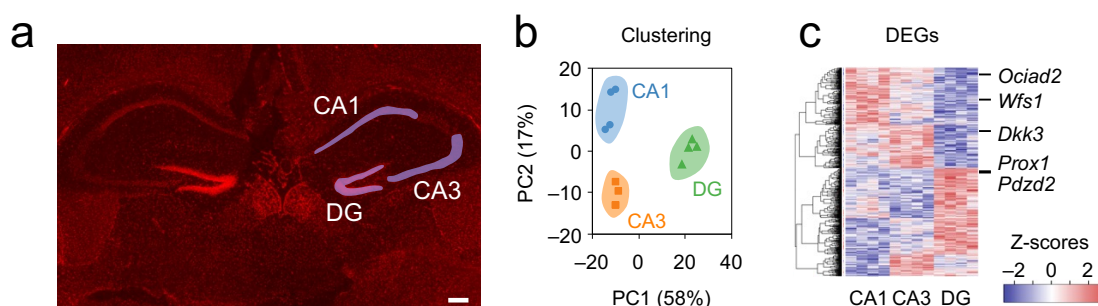 a
CA1
CA3
DG
b
Clustering
PC2 (17%)
20
10
0
–10
–20
CA1
DG
CA3
–20
0
20
40
PC1 (58%)
c
DEGs
Ociad2
Wfs1
Dkk3
Prox1
Pdzd2
Z-scores
–2 0 2
CA1 CA3 DG